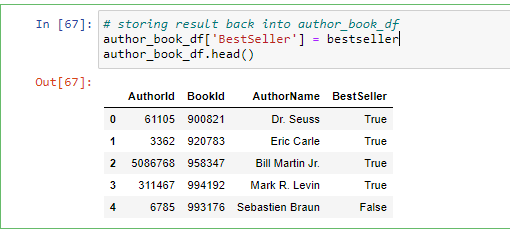 In [67]: # storing result back into author_book_df
author_book_df['BestSeller'] = bestseller
author_book_df.head()
Out[67]:
AuthorId BookId AuthorName BestSeller
0 61105 900821 Dr. Seuss True
1 3362 920783 Eric Carle True
2 5086768 958347 Bill Martin Jr. True
3 311467 994192 Mark R. Levin True
4 6785 993176 Sebastien Braun False